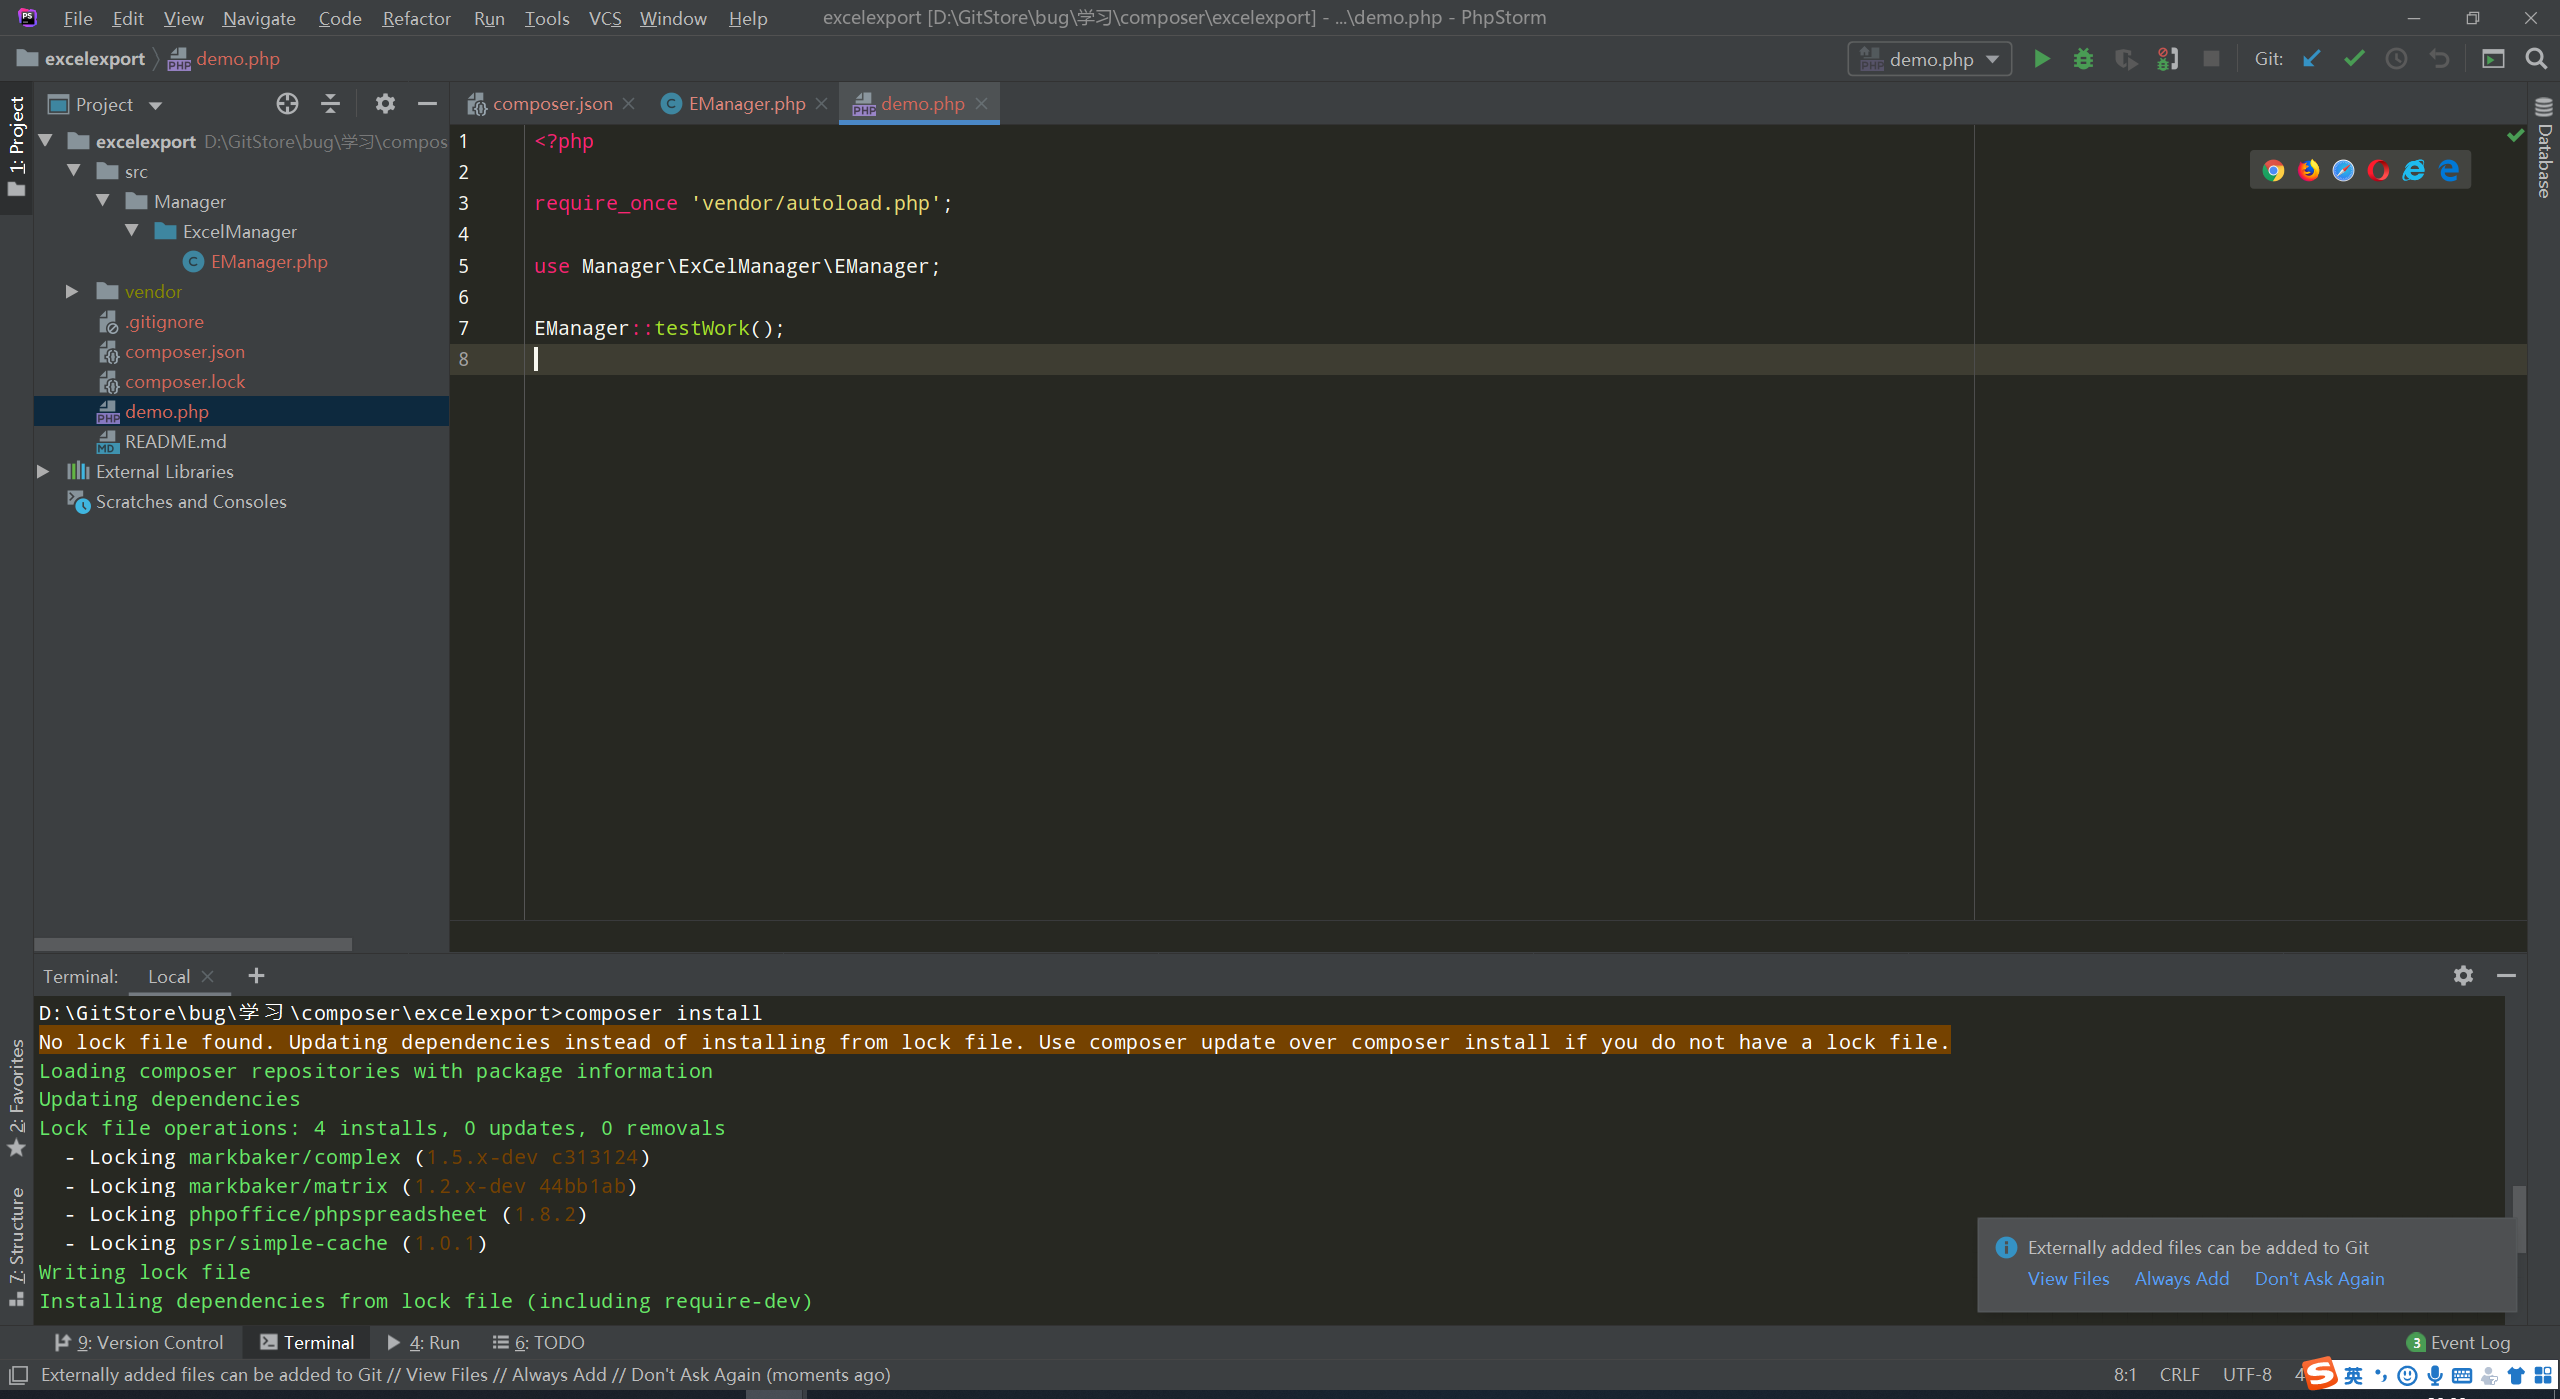 File Edit View Navigate Code Refactor Run Tools VCS Window Help excelexport [D:\GitStore\bug\学习\composer\excelexport] - ...\demo.php - PhpStorm
excelexport demo.php demo.php Git:
Project composer.json EManager.php demo.php
1: Project
excelexport D:\GitStore\bug\学习\compos
src
Manager
ExcelManager
EManager.php
vendor
.gitignore
composer.json
composer.lock
demo.php
README.md
External Libraries
Scratches and Consoles
1 <?php
2
3 require_once 'vendor/autoload.php';
4
5 use Manager\ExCelManager\EManager;
6
7 EManager::testWork();
8
Database
Terminal: Local
D:\GitStore\bug\学习\composer\excelexport>composer install
No lock file found. Updating dependencies instead of installing from lock file. Use composer update over composer install if you do not have a lock file.
Loading composer repositories with package information
Updating dependencies
Lock file operations: 4 installs, 0 updates, 0 removals
- Locking markbaker/complex (1.5.x-dev c313124)
- Locking markbaker/matrix (1.2.x-dev 44bb1ab)
- Locking phpoffice/phpspreadsheet (1.8.2)
- Locking psr/simple-cache (1.0.1)
Writing lock file
Installing dependencies from lock file (including require-dev)
2: Favorites
7: Structure
Externally added files can be added to Git
View Files Always Add Don't Ask Again
9: Version Control Terminal 4: Run 6: TODO 3 Event Log
Externally added files can be added to Git // View Files // Always Add // Don't Ask Again (moments ago) 8:1 CRLF UTF-8 4 英